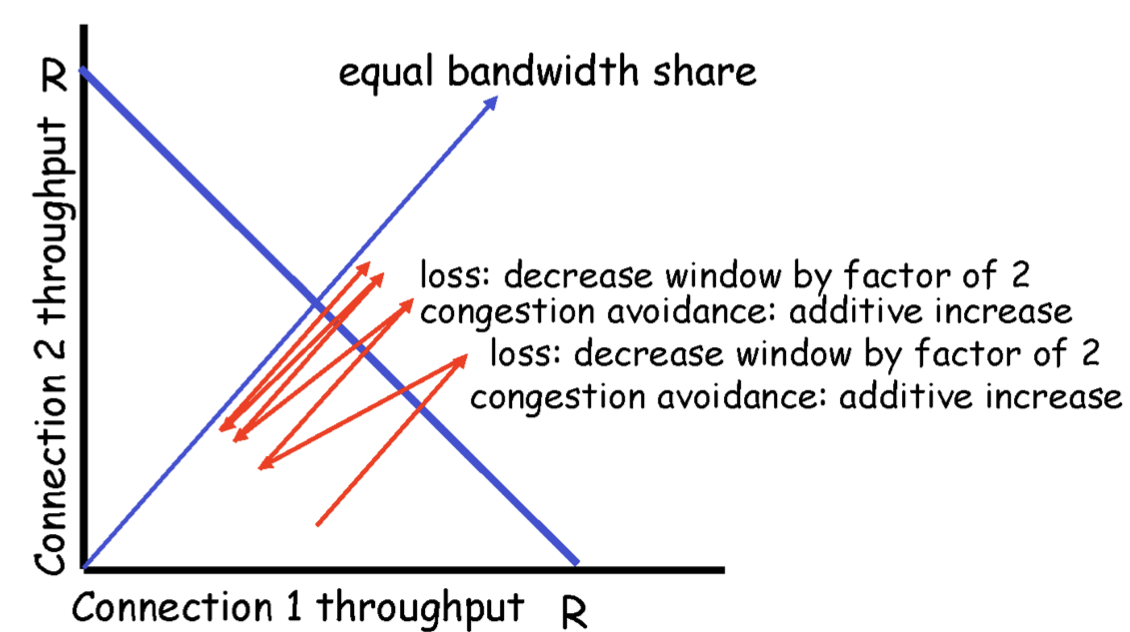 R
equal bandwidth share
Connection 2 throughput
loss: decrease window by factor of 2
congestion avoidance: additive increase
loss: decrease window by factor of 2
congestion avoidance: additive increase
Connection 1 throughput
R